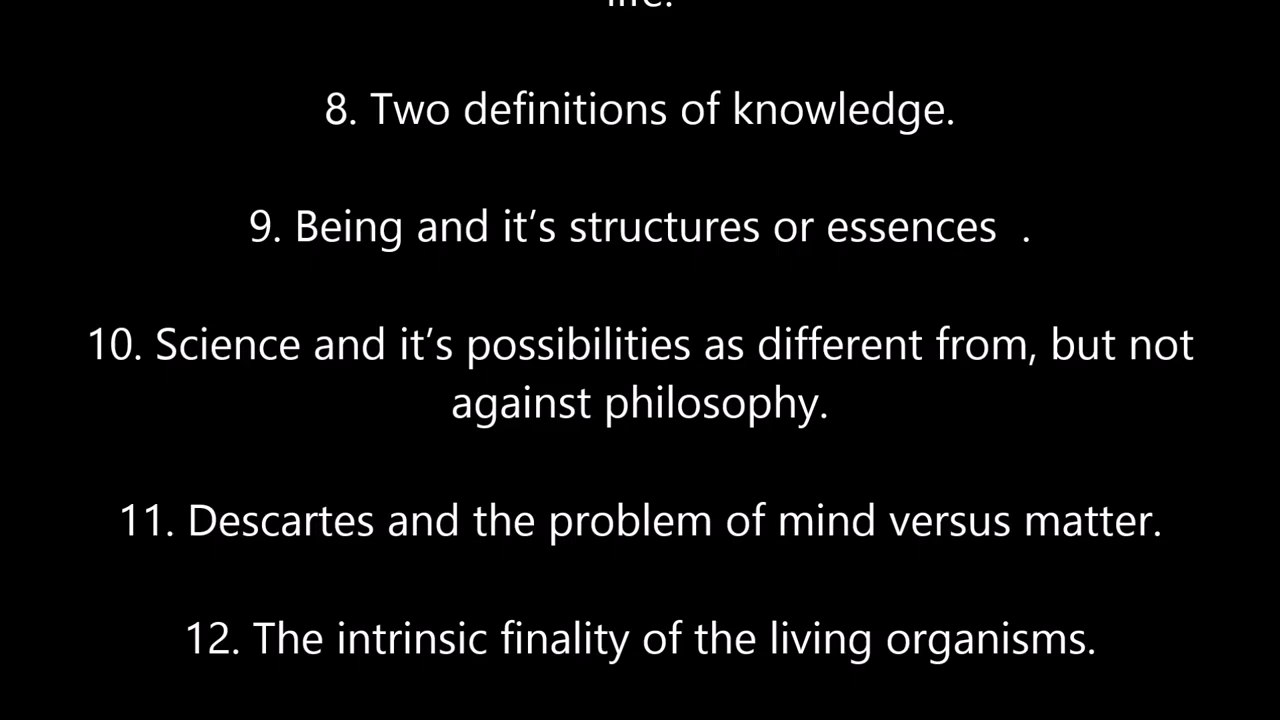 life.
8. Two definitions of knowledge.
9. Being and it’s structures or essences  .
10. Science and it’s possibilities as different from, but not
against philosophy.
11. Descartes and the problem of mind versus matter.
12. The intrinsic finality of the living organisms.